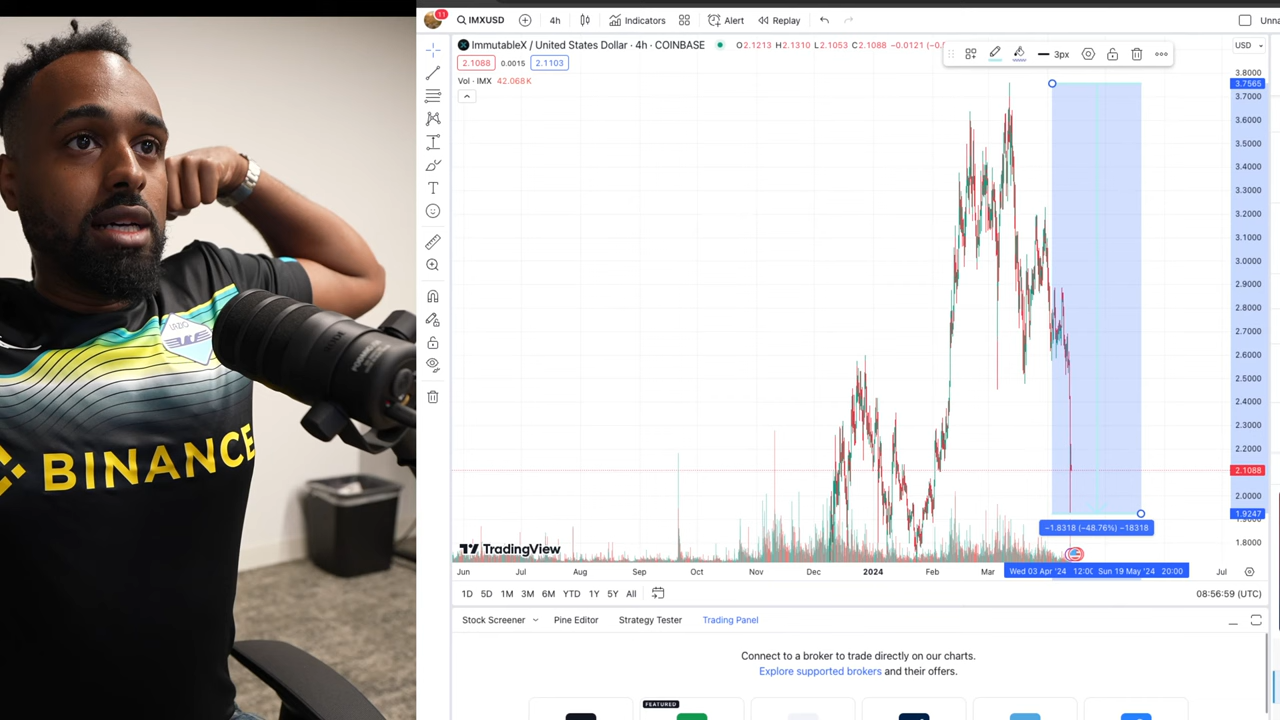 11
IMXUSD
4h
Indicators
Alert
Replay
Unna
ImmutableX / United States Dollar · 4h · COINBASE
O2.1213 H2.1310 L2.1053 C2.1088 −0.0121 (−0.
3px
USD
2.1088
0.0015
2.1103
Vol · IMX 42.068K
3.8000
3.7565
3.7000
3.6000
3.5000
3.4000
3.3000
3.2000
3.1000
3.0000
2.9000
2.8000
2.7000
2.6000
2.5000
2.4000
2.3000
2.2000
2.1088
2.0000
1.9247
1.8000
−1.8318 (−48.76%) −18318
TradingView
Jun
Jul
Aug
Sep
Oct
Nov
Dec
2024
Feb
Mar
Wed 03 Apr '24 12:00
Sun 19 May '24 20:00
Jul
1D
5D
1M
3M
6M
YTD
1Y
5Y
All
08:56:59 (UTC)
Stock Screener
Pine Editor
Strategy Tester
Trading Panel
Connect to a broker to trade directly on our charts.
Explore supported brokers and their offers.
FEATURED
LAZIO
BINANCE